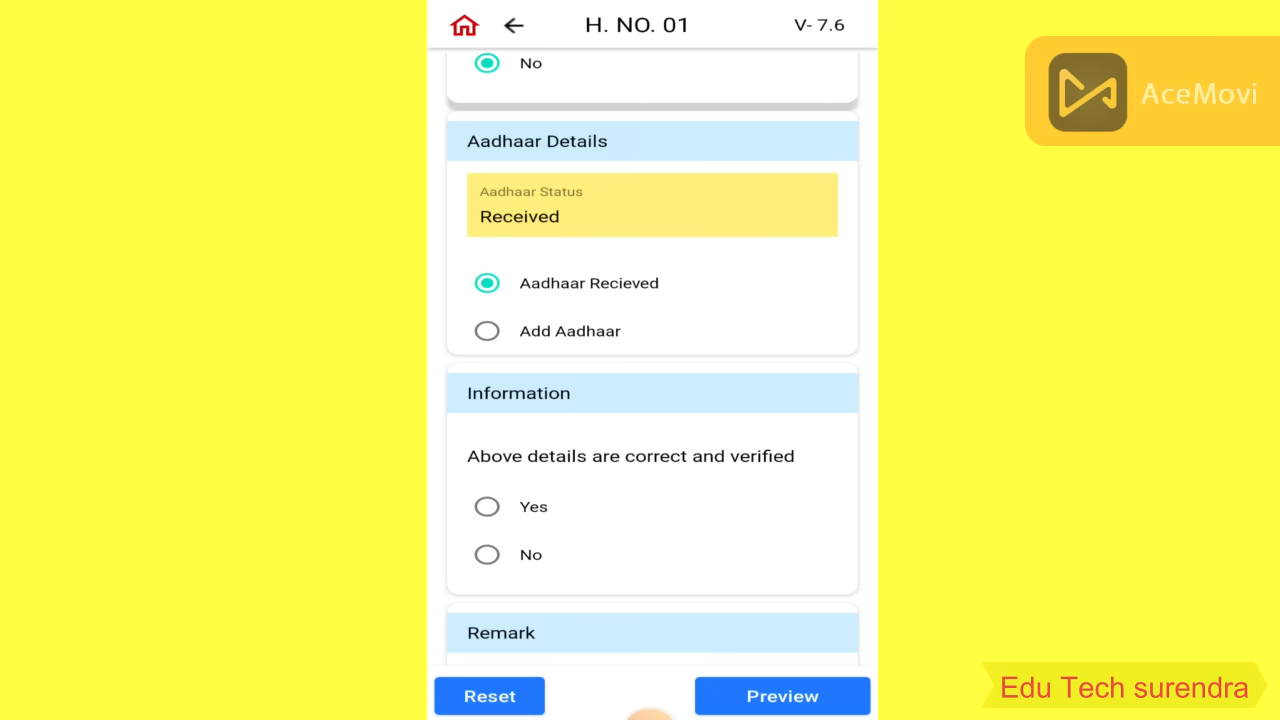 H. NO. 01
V- 7.6
No
AceMovi
Aadhaar Details
Aadhaar Status
Received
Aadhaar Recieved
Add Aadhaar
Information
Above details are correct and verified
Yes
No
Remark
Reset
Preview
Edu Tech surendra